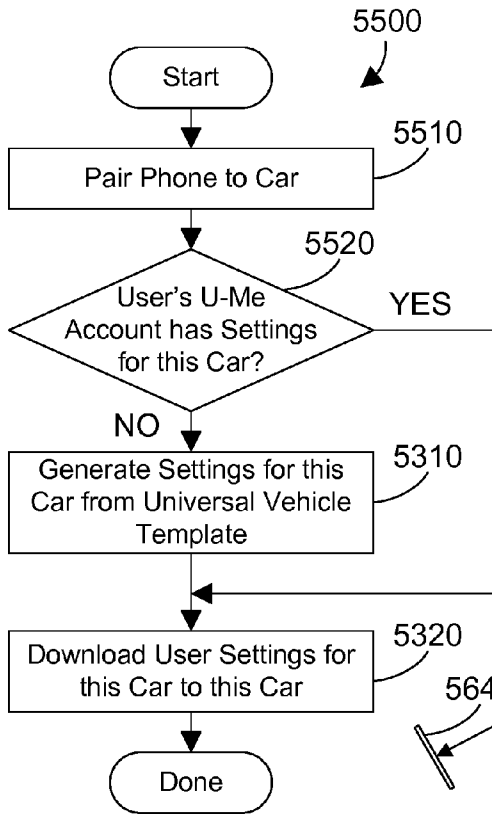 5500
Start
5510
Pair Phone to Car
5520
User's U-Me
Account has Settings
for this Car?
YES
NO
5310
Generate Settings for this
Car from Universal Vehicle
Template
5320
Download User Settings for
this Car to this Car
564
Done